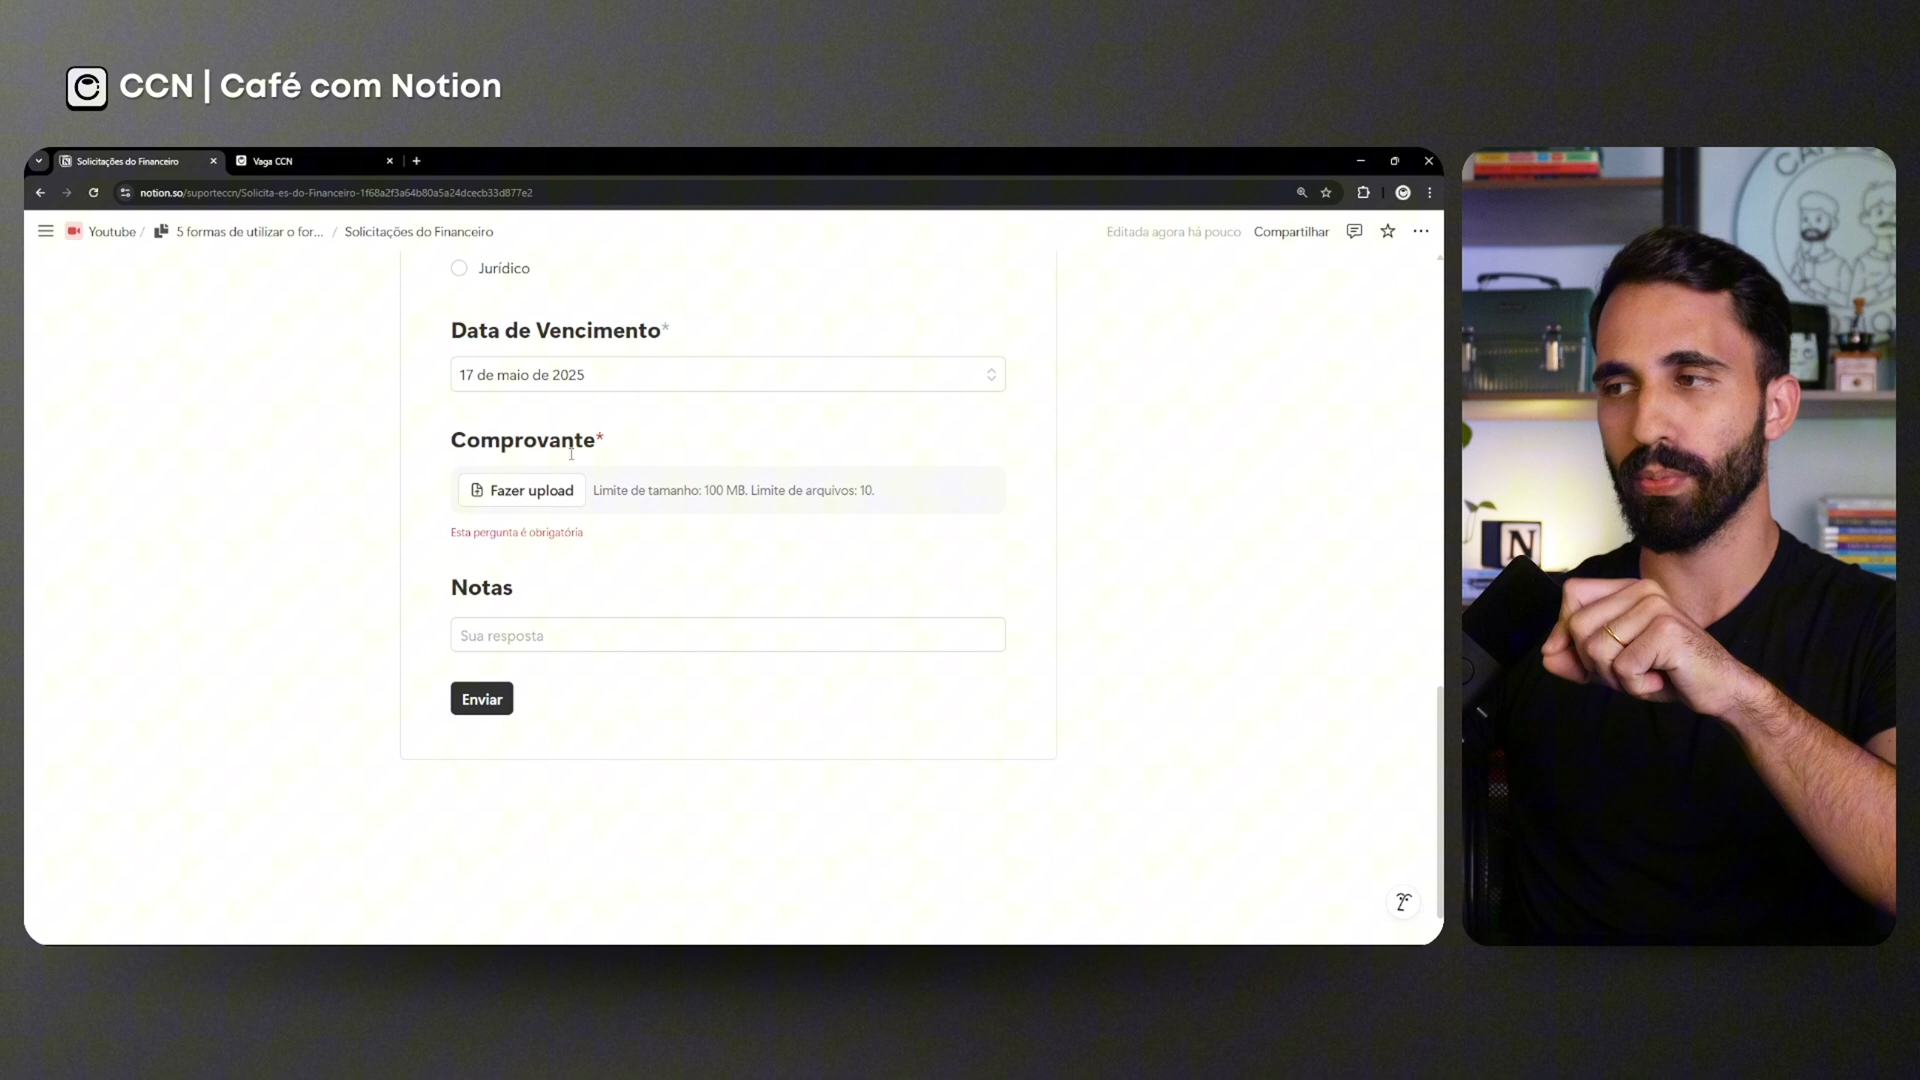 CCN | Café com Notion
Solicitações do Financeiro
Vaga CCN
notion.so/suporteccn/Solicita-es-do-Financeiro-1f68a2f3a64b80a5a24dcecb33d877e2
Youtube / 5 formas de utilizar o for... / Solicitações do Financeiro
Editada agora há pouco Compartilhar
Jurídico
Data de Vencimento*
17 de maio de 2025
Comprovante*
Fazer upload Limite de tamanho: 100 MB. Limite de arquivos: 10.
Esta pergunta é obrigatória
Notas
Sua resposta
Enviar
N